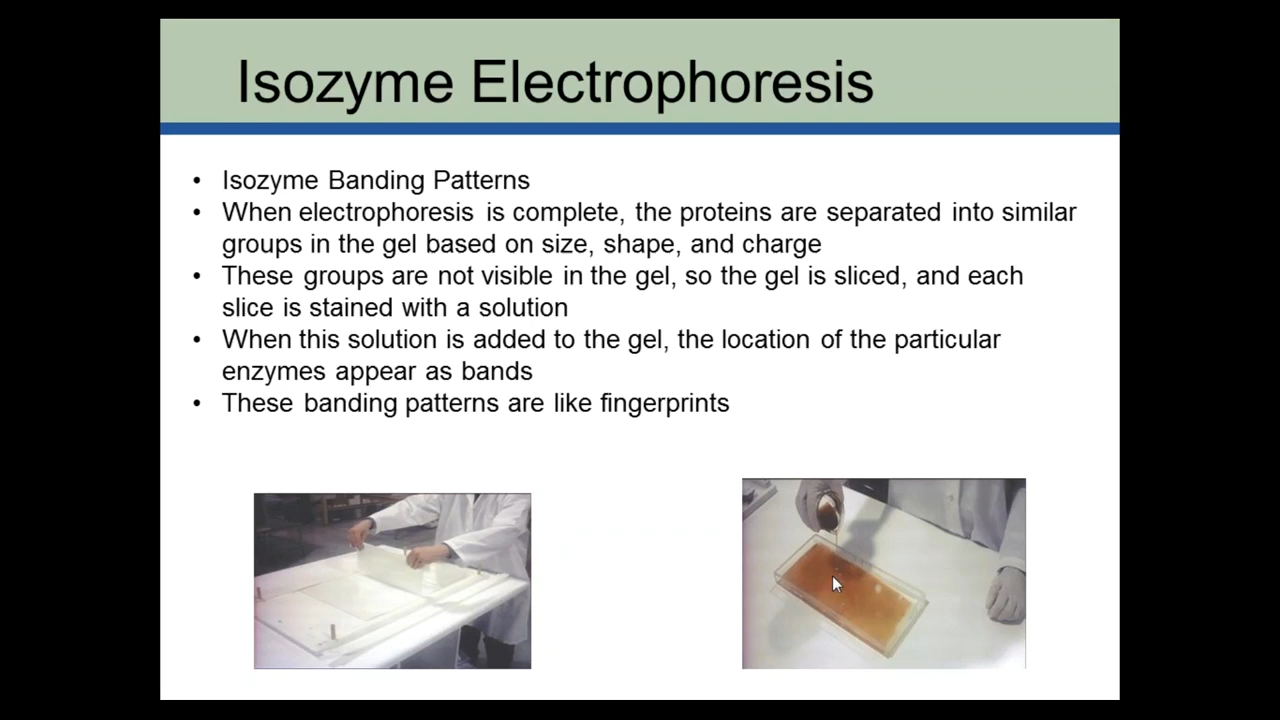 Isozyme Electrophoresis
• Isozyme Banding Patterns
• When electrophoresis is complete, the proteins are separated into similar
groups in the gel based on size, shape, and charge
• These groups are not visible in the gel, so the gel is sliced, and each
slice is stained with a solution
• When this solution is added to the gel, the location of the particular
enzymes appear as bands
• These banding patterns are like fingerprints